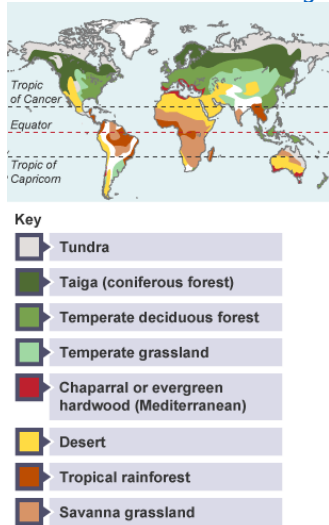 Tropic
of Cancer
Equator
Tropic of
Capricorn
Key
Tundra
Taiga (coniferous forest)
Temperate deciduous forest
Temperate grassland
Chaparral or evergreen
hardwood (Mediterranean)
Desert
Tropical rainforest
Savanna grassland